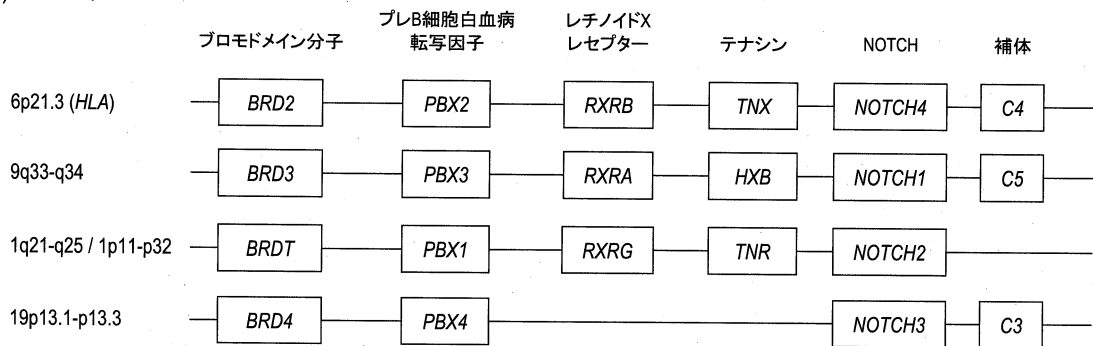 プレB細胞白血病 レチノイドX
ブロモドメイン分子 転写因子 レセプター テナシン NOTCH 補体
6p21.3 (HLA) BRD2 PBX2 RXRB TNX NOTCH4 C4
9q33-q34 BRD3 PBX3 RXRA HXB NOTCH1 C5
1q21-q25 / 1p11-p32 BRDT PBX1 RXRG TNR NOTCH2
19p13.1-p13.3 BRD4 PBX4 NOTCH3 C3